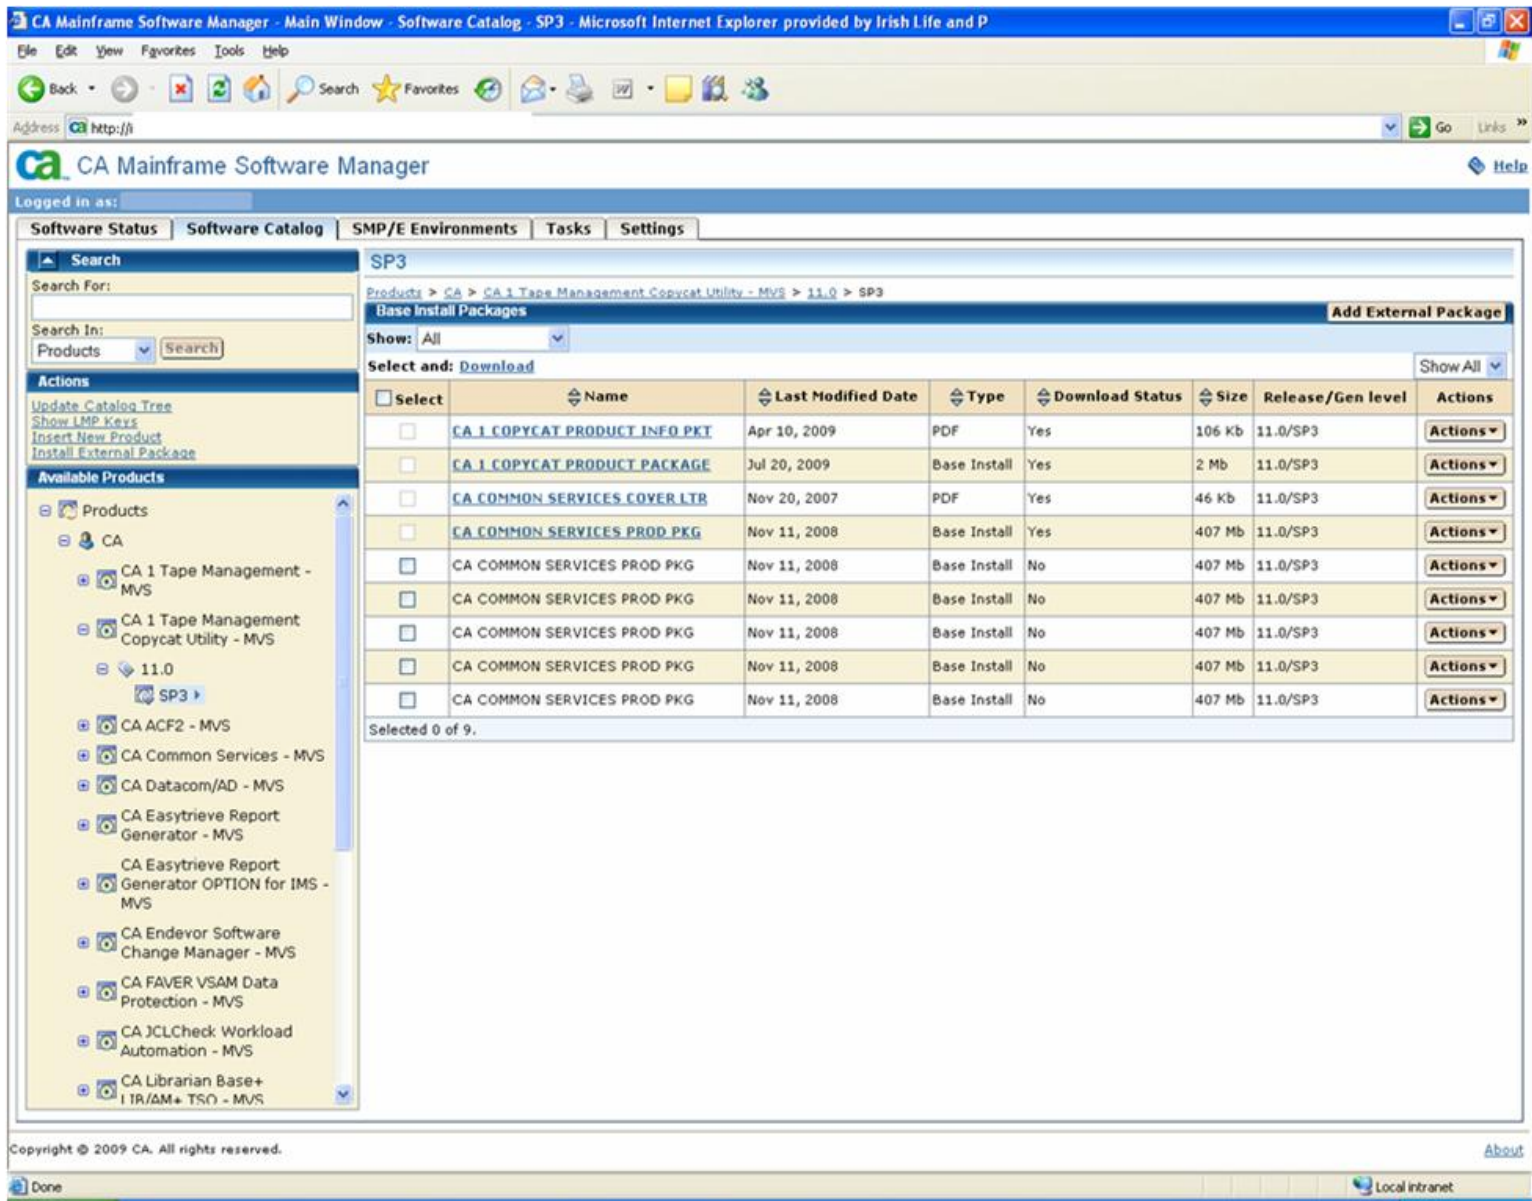 CA Mainframe Software Manager - Main Window - Software Catalog - SP3 - Microsoft Internet Explorer provided by Irish Life and P
File Edit View Favorites Tools Help
Back Search Favorites
Address http://i Go Links »
ca CA Mainframe Software Manager Help
Logged in as:
Software Status Software Catalog SMP/E Environments Tasks Settings
Search
Search For:
Search In:
Products Search
Actions
Update Catalog Tree
Show LMP Keys
Insert New Product
Install External Package
Available Products
Products
CA
CA 1 Tape Management -
MVS
CA 1 Tape Management
Copycat Utility - MVS
11.0
SP3
CA ACF2 - MVS
CA Common Services - MVS
CA Datacom/AD - MVS
CA Easytrieve Report
Generator - MVS
CA Easytrieve Report
Generator OPTION for IMS -
MVS
CA Endevor Software
Change Manager - MVS
CA FAVER VSAM Data
Protection - MVS
CA JCLCheck Workload
Automation - MVS
CA Librarian Base+
LIB/AM+ TSO - MVS
SP3
Products > CA > CA 1 Tape Management Copycat Utility - MVS > 11.0 > SP3
Base Install Packages Add External Package
Show: All
Select and: Download Show All
Select Name Last Modified Date Type Download Status Size Release/Gen level Actions
CA 1 COPYCAT PRODUCT INFO PKT Apr 10, 2009 PDF Yes 106 Kb 11.0/SP3 Actions
CA 1 COPYCAT PRODUCT PACKAGE Jul 20, 2009 Base Install Yes 2 Mb 11.0/SP3 Actions
CA COMMON SERVICES COVER LTR Nov 20, 2007 PDF Yes 46 Kb 11.0/SP3 Actions
CA COMMON SERVICES PROD PKG Nov 11, 2008 Base Install Yes 407 Mb 11.0/SP3 Actions
CA COMMON SERVICES PROD PKG Nov 11, 2008 Base Install No 407 Mb 11.0/SP3 Actions
CA COMMON SERVICES PROD PKG Nov 11, 2008 Base Install No 407 Mb 11.0/SP3 Actions
CA COMMON SERVICES PROD PKG Nov 11, 2008 Base Install No 407 Mb 11.0/SP3 Actions
CA COMMON SERVICES PROD PKG Nov 11, 2008 Base Install No 407 Mb 11.0/SP3 Actions
CA COMMON SERVICES PROD PKG Nov 11, 2008 Base Install No 407 Mb 11.0/SP3 Actions
Selected 0 of 9.
Copyright © 2009 CA. All rights reserved. About
Done Local intranet